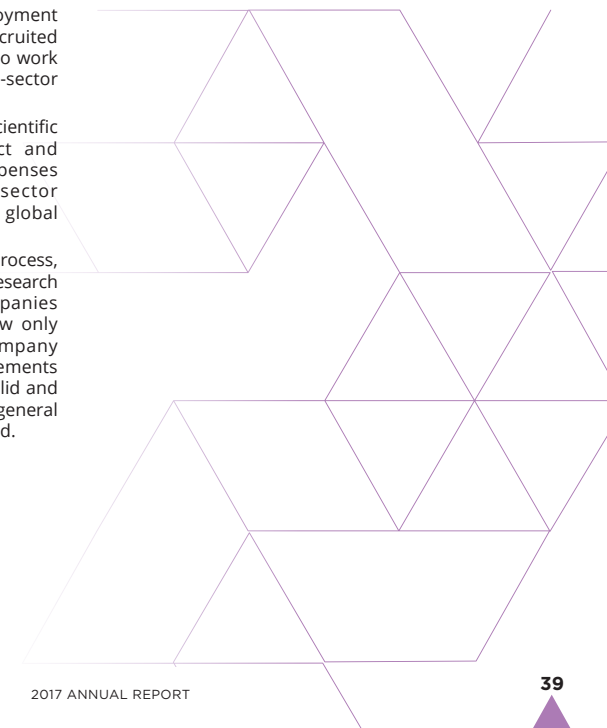 oyment
cruited
o work
-sector
tientific
ct and
penses
sector
global
rocess,
esearch
panies
w only
mpany
ements
lid and
general
d.
2017 ANNUAL REPORT
39